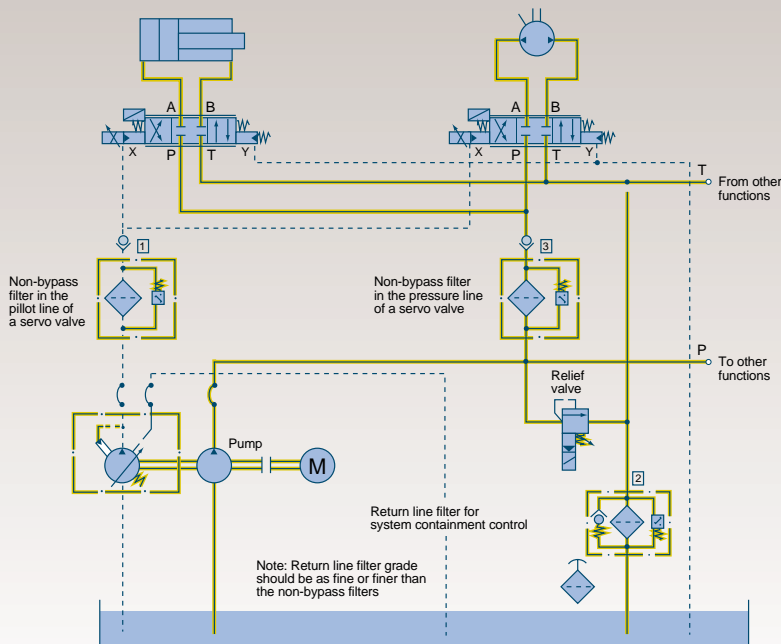 A B
A B
X P T Y
X P T Y
T
From other
functions
1
3
Non-bypass
filter in the
pillot line of
a servo valve
Non-bypass filter
in the pressure line
of a servo valve
P
To other
functions
Relief
valve
Pump
M
2
Return line filter for
system containment control
Note: Return line filter grade
should be as fine or finer than
the non-bypass filters